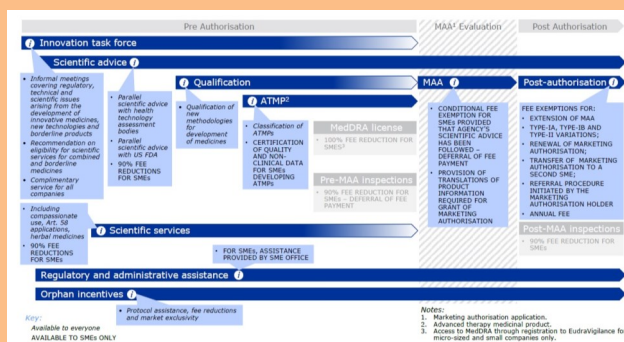 Pre Authorisation
MAA¹ Evaluation
Post Authorisation
Innovation task force
Scientific advice
• Informal meetings
covering regulatory,
technical and
scientific issues
arising from the
development of
innovative medicines,
new technologies and
borderline products
• Recommendation on
eligibility for scientific
services for combined
and borderline
medicines
• Complimentary
service for all
companies
• Parallel
scientific advice
with health
technology
assessment
bodies
• Parallel
scientific advice
with US FDA
• 90% FEE
REDUCTIONS
FOR SMEs
Qualification
• Qualification of
new
methodologies
for
development of
medicines
ATMP²
• Classification of
ATMPs
• CERTIFICATION
OF QUALITY
AND NON-
CLINICAL DATA
FOR SMEs
DEVELOPING
ATMPs
MedDRA license
• 100% FEE REDUCTION FOR
SMES³
Pre-MAA inspections
• 90% FEE REDUCTION FOR
SMEs – DEFERRAL OF FEE
PAYMENT
MAA
• CONDITIONAL FEE
EXEMPTION FOR
SMEs PROVIDED
THAT AGENCY'S
SCIENTIFIC ADVICE
HAS BEEN
FOLLOWED –
DEFERRAL OF FEE
PAYMENT
• PROVISION OF
TRANSLATIONS OF
PRODUCT
INFORMATION
REQUIRED FOR
GRANT OF
MARKETING
AUTHORISATION
Post-authorisation
FEE EXEMPTIONS FOR:
• EXTENSION OF MAA
• TYPE-IA, TYPE-IB AND
TYPE-II VARIATIONS;
• RENEWAL OF MARKETING
AUTHORISATION;
• TRANSFER OF MARKETING
AUTHORISATION TO A
SECOND SME;
• REFERRAL PROCEDURE
INITIATED BY THE
MARKETING
AUTHORISATION HOLDER
• ANNUAL FEE
Post-MAA inspections
• 90% FEE REDUCTION FOR
SMEs
• Including
compassionate
use, Art. 58
applications,
herbal medicines
• 90% FEE
REDUCTIONS
FOR SMEs
Scientific services
• FOR SMEs, ASSISTANCE
PROVIDED BY SME OFFICE
Regulatory and administrative assistance
Orphan incentives
• Protocol assistance, fee reductions
and market exclusivity
Key:
Available to everyone
AVAILABLE TO SMEs ONLY
Notes:
1. Marketing authorisation application.
2. Advanced therapy medicinal product.
3. Access to MedDRA through registration to EudraVigilance for
micro-sized and small companies only.